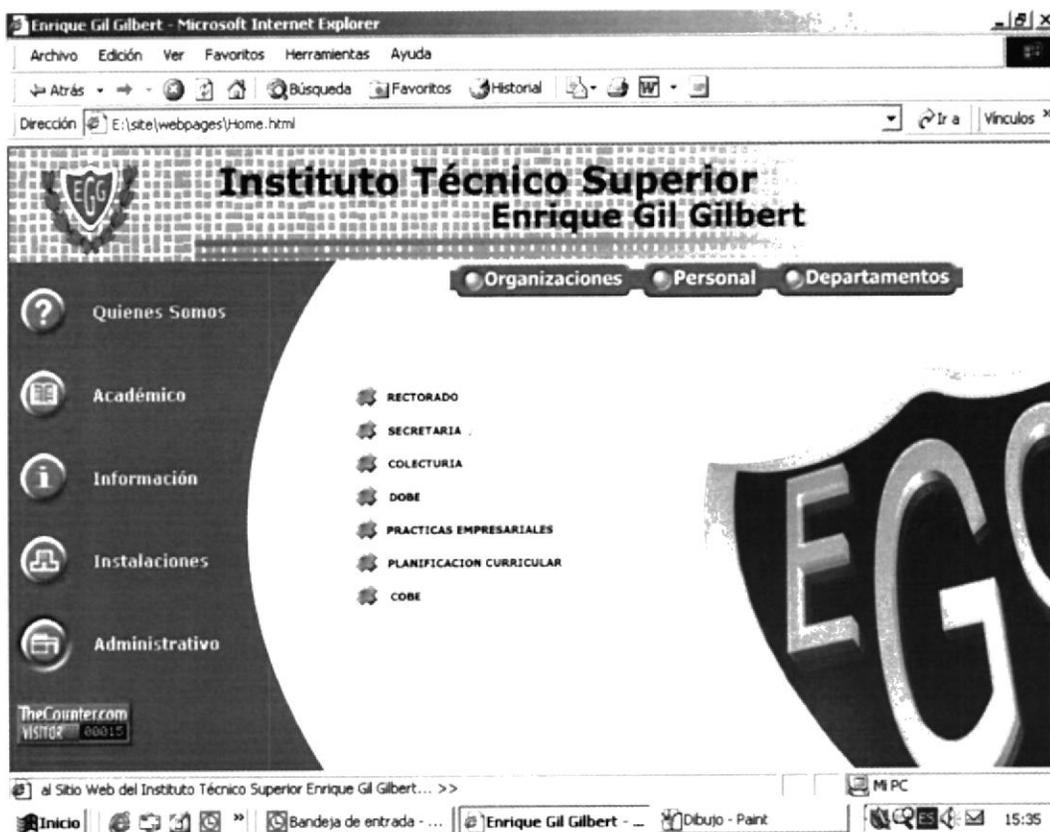 Enrique Gil Gilbert - Microsoft Internet Explorer
Archivo Edición Ver Favoritos Herramientas Ayuda
Atrás Búsqueda Favoritos Historial W
Dirección E:\site\webpages\Home.html Ir a Vínculos »
EGG
Instituto Técnico Superior
Enrique Gil Gilbert
Organizaciones Personal Departamentos
? Quienes Somos
Académico
i Información
Instalaciones
Administrativo
RECTORADO
SECRETARIA
COLECTURIA
DOBE
PRACTICAS EMPRESARIALES
PLANIFICACION CURRICULAR
COBE
EGG
TheCounter.com
VISITOR 00015
al Sitio Web del Instituto Técnico Superior Enrique Gil Gilbert... >> Mi PC
Inicio » Bandeja de entrada - ... Enrique Gil Gilbert - ... Dibujo - Paint ES 15:35